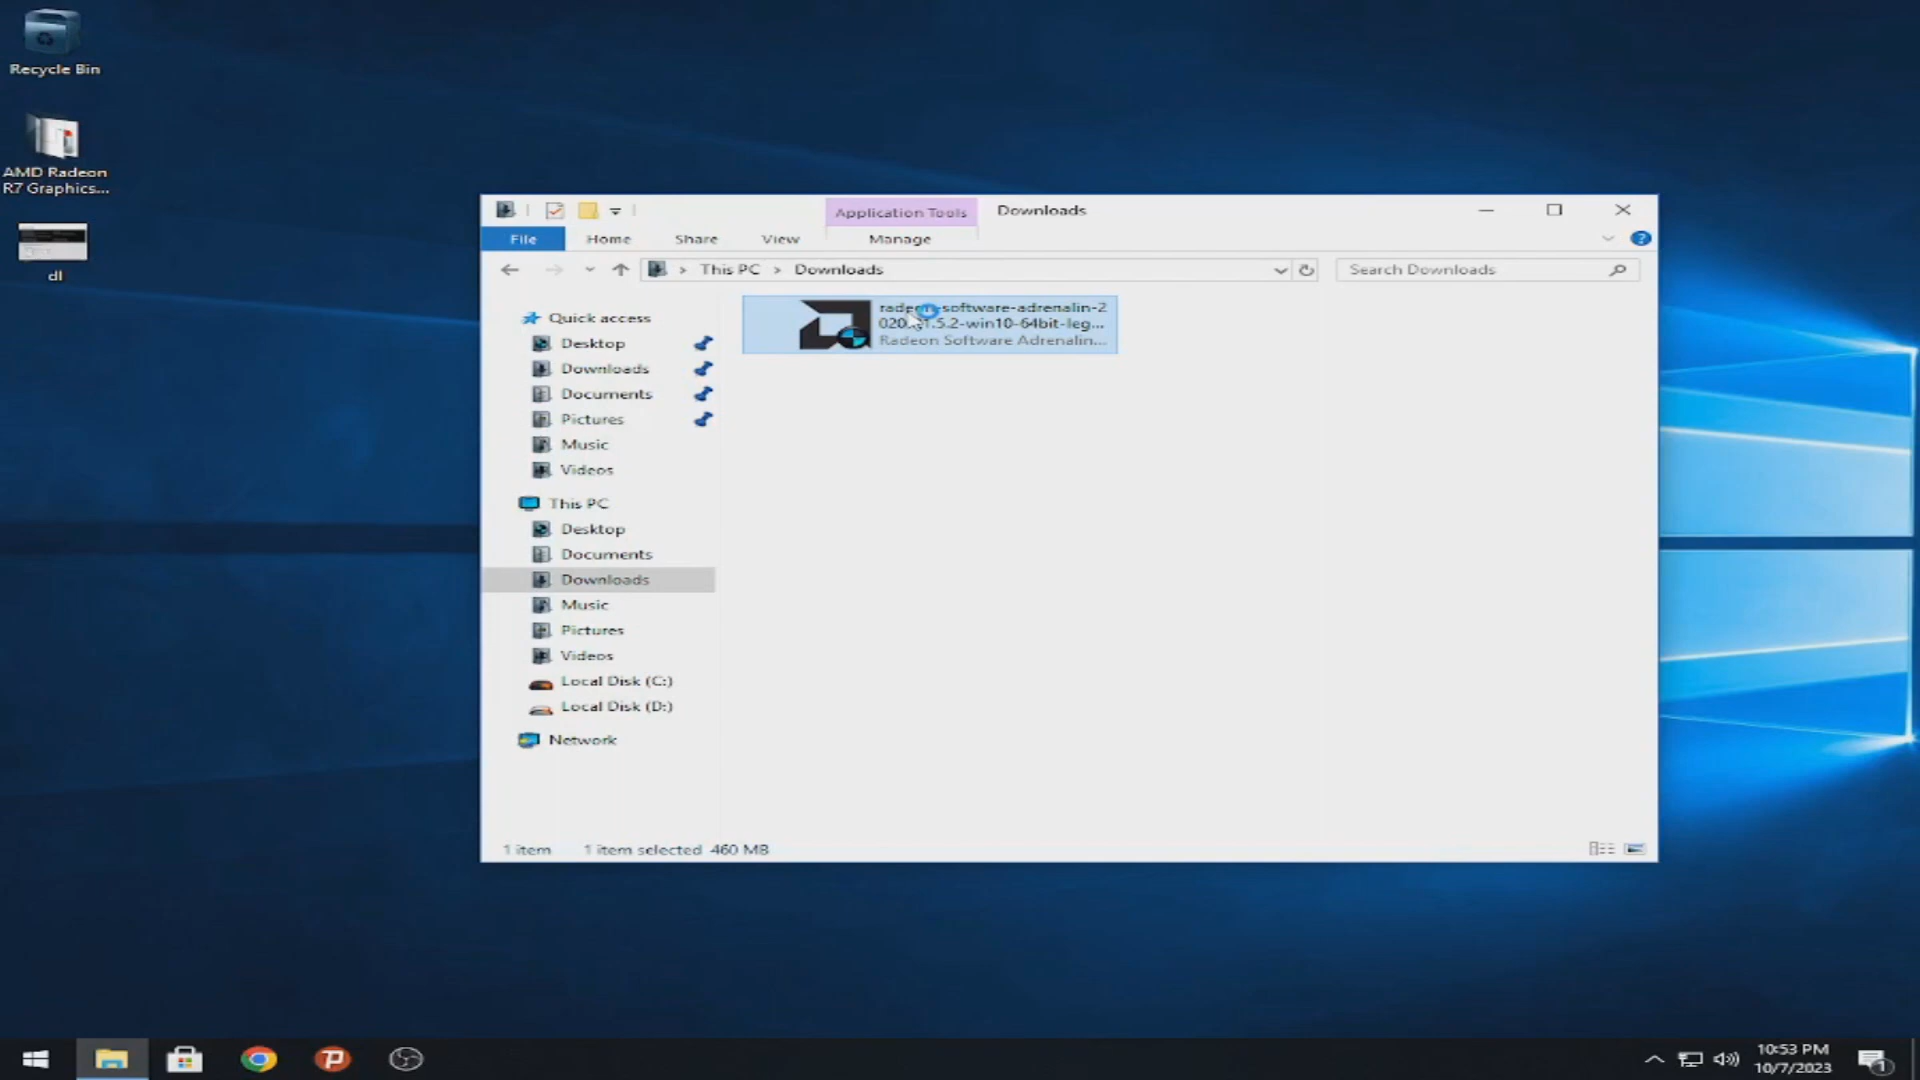 Recycle Bin
AMD Radeon
R7 Graphics...
dl
Application Tools
Downloads
File
Home
Share
View
Manage
This PC
Downloads
Search Downloads
Quick access
Desktop
Downloads
Documents
Pictures
Music
Videos
This PC
Desktop
Documents
Downloads
Music
Pictures
Videos
Local Disk (C:)
Local Disk (D:)
Network
software-adrenalin-2
1.5.2-win10-64bit-leg...
Radeon Software Adrenalin...
1 item
1 item selected 460 MB
10:53 PM
10/7/2023
1